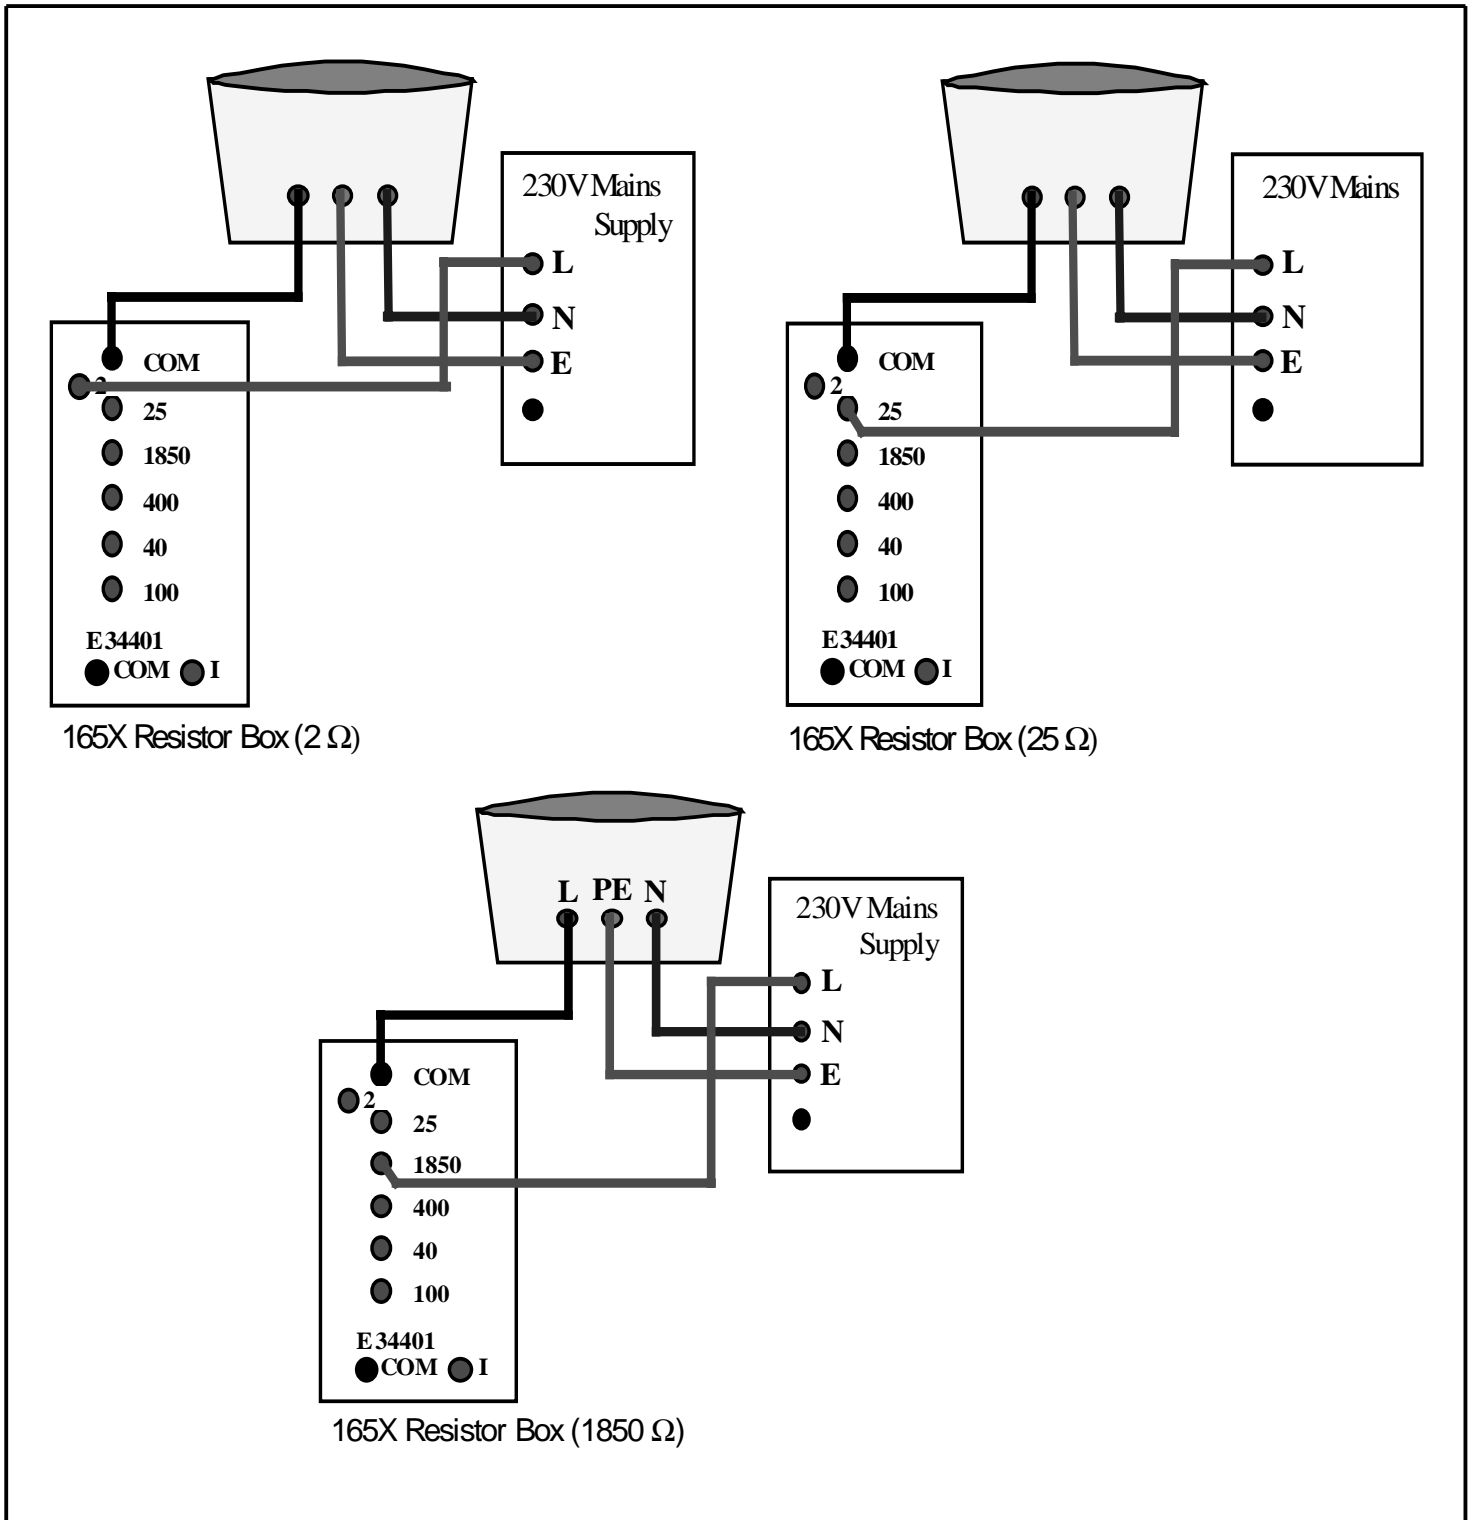 230V Mains
Supply
L
N
E
COM
2
25
1850
400
40
100
E34401
COM I
165X Resistor Box (2 Ω)
230V Mains
L
N
E
COM
2
25
1850
400
40
100
E34401
COM I
165X Resistor Box (25 Ω)
L PE N
230V Mains
Supply
L
N
E
COM
2
25
1850
400
40
100
E34401
COM I
165X Resistor Box (1850 Ω)